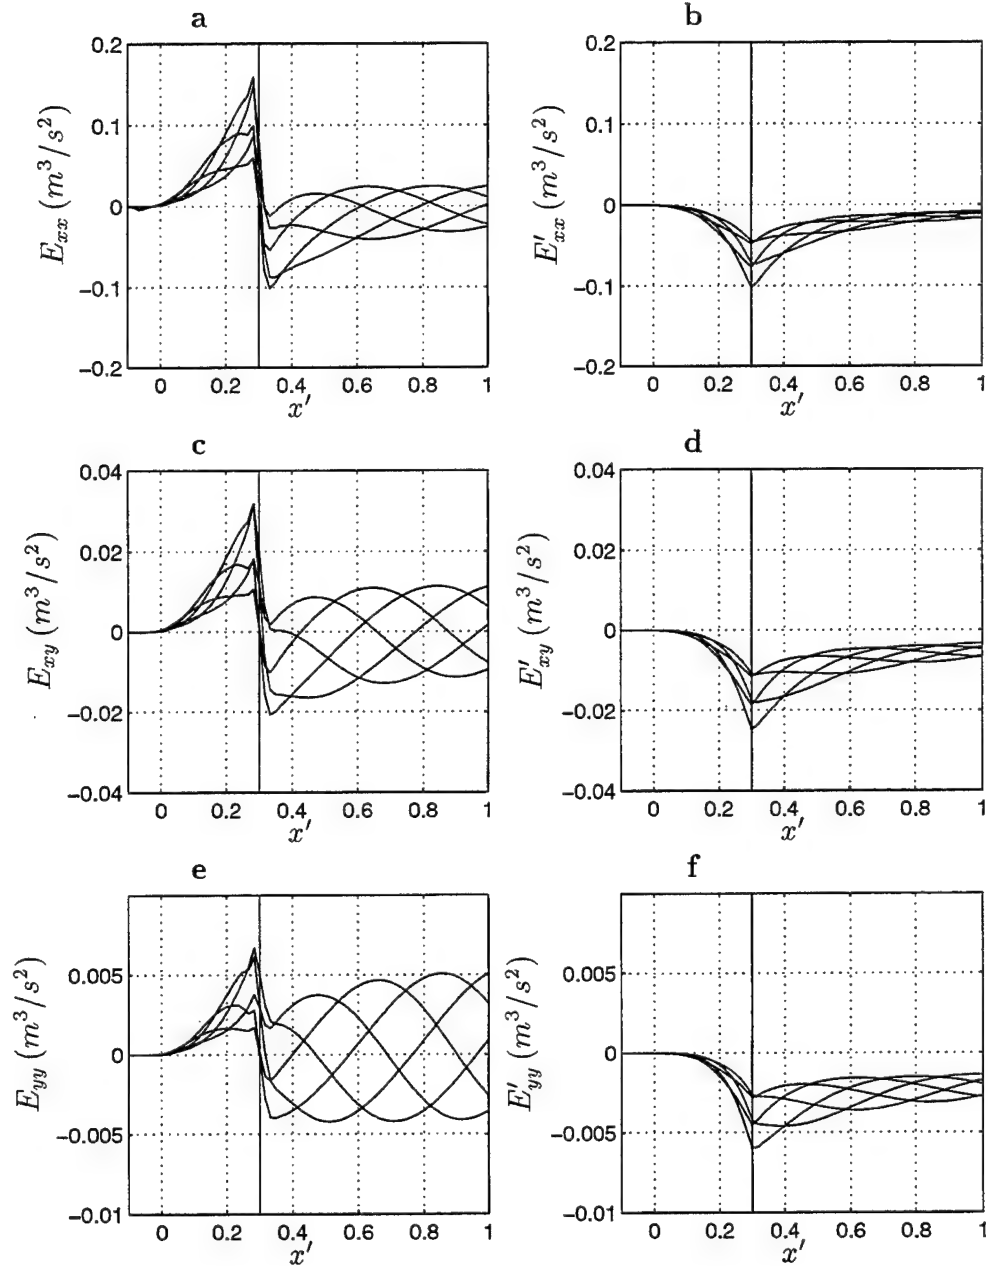 a
E_xx (m^3/s^2)
0.2
0.1
0
−0.1
−0.2
0 0.2 0.4 0.6 0.8 1
x′
b
E′_xx (m^3/s^2)
0.2
0.1
0
−0.1
−0.2
0 0.2 0.4 0.6 0.8 1
x′
c
E_xy (m^3/s^2)
0.04
0.02
0
−0.02
−0.04
0 0.2 0.4 0.6 0.8 1
x′
d
E′_xy (m^3/s^2)
0.04
0.02
0
−0.02
−0.04
0 0.2 0.4 0.6 0.8 1
x′
e
E_yy (m^3/s^2)
0.005
0
−0.005
−0.01
0 0.2 0.4 0.6 0.8 1
x′
f
E′_yy (m^3/s^2)
0.005
0
−0.005
−0.01
0 0.2 0.4 0.6 0.8 1
x′